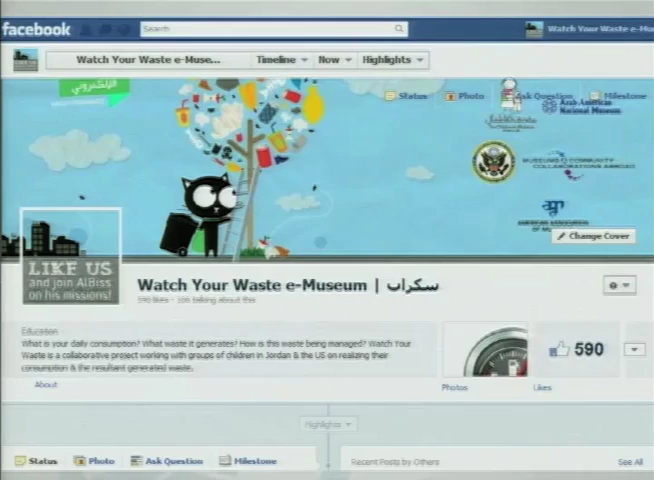 facebook
Search
Watch Your Waste e-Mu
Watch Your Waste e-Muse...
Timeline
Now
Highlights
الإلكتروني
Status
Photo
Ask Question
Milestone
Arab American
National Museum
MUSEUMS & COMMUNITY
COLLABORATIONS ABROAD
Change Cover
LIKE US
and join AlBiss
on his missions!
Watch Your Waste e-Museum | سكراب
590 likes · 106 talking about this
Education
What is your daily consumption? What waste it generates? How is this waste being managed? Watch Your
Waste is a collaborative project working with groups of children in Jordan & the US on realizing their
consumption & the resultant generated waste.
About
590
Photos
Likes
Highlights
Status
Photo
Ask Question
Milestone
Recent Posts by Others
See All